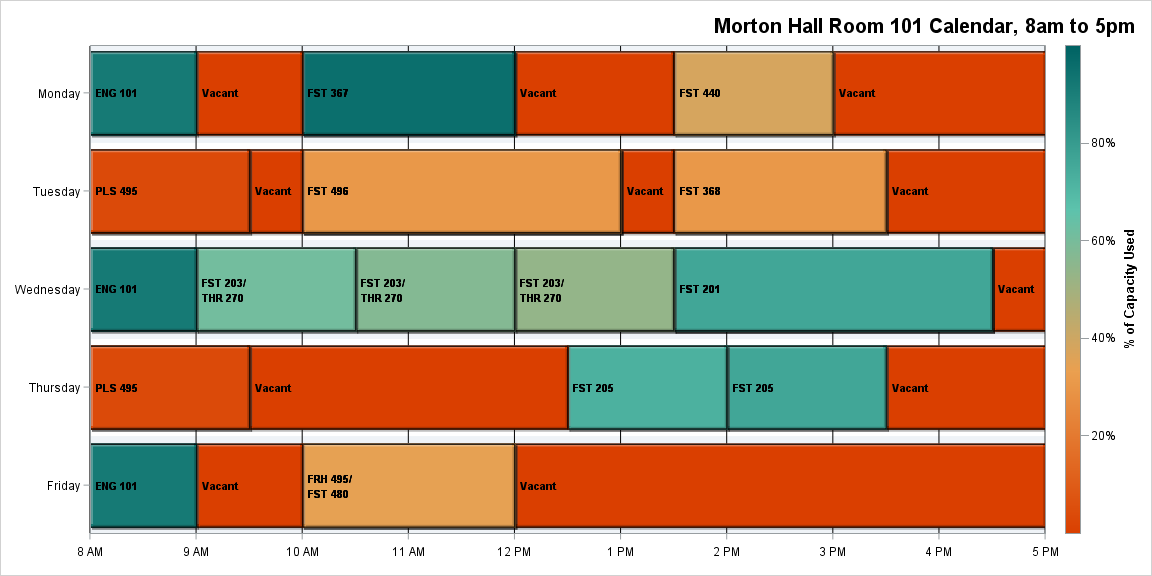 Morton Hall Room 101 Calendar, 8am to 5pm
Monday
ENG 101
Vacant
FST 367
Vacant
FST 440
Vacant
Tuesday
PLS 495
Vacant
FST 496
Vacant
FST 368
Vacant
Wednesday
ENG 101
FST 203/
THR 270
FST 203/
THR 270
FST 203/
THR 270
FST 201
Vacant
Thursday
PLS 495
Vacant
FST 205
FST 205
Vacant
Friday
ENG 101
Vacant
FRH 495/
FST 480
Vacant
8 AM
9 AM
10 AM
11 AM
12 PM
1 PM
2 PM
3 PM
4 PM
5 PM
80%
60%
40%
20%
% of Capacity Used